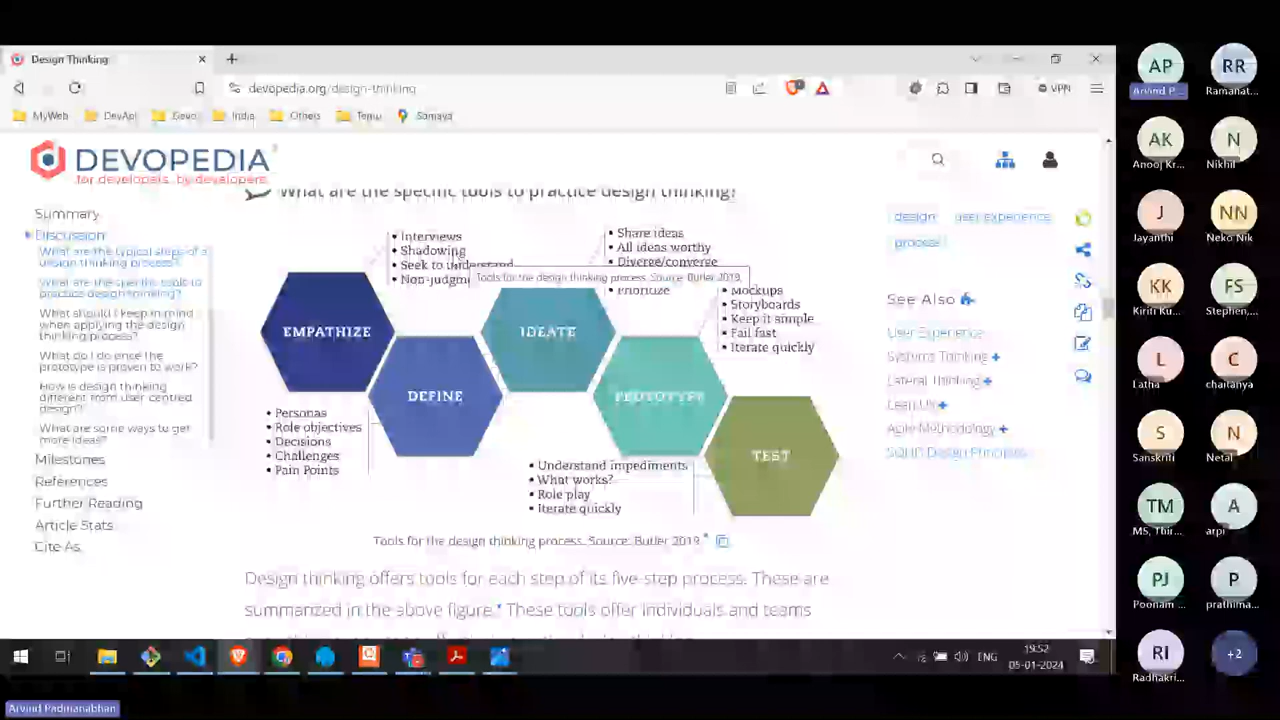 Design Thinking
devopedia.org/design-thinking
VPN
MyWeb
DevApi
Devo
India
Others
Temp
Samaya
DEVOPEDIA
for developers. by developers.
What are the specific tools to practice design thinking?
Summary
Discussion
What are the typical steps of a
design thinking process?
What are the specific tools to
practice design thinking?
What should I keep in mind
when applying the design
thinking process?
What do I do once the
prototype is proven to work?
How is design thinking
different from user centred
design?
What are some ways to get
more ideas?
Milestones
References
Further Reading
Article Stats
Cite As
• Interviews
• Shadowing
• Seek to understand
• Non-judgm
• Share ideas
• All ideas worthy
• Diverge/converge
• Prioritize
Tools for the design thinking process. Source: Butler 2019.
• Mockups
• Storyboards
• Keep it simple
• Fail fast
• Iterate quickly
EMPATHIZE
DEFINE
IDEATE
PROTOTYPE
TEST
• Personas
• Role objectives
• Decisions
• Challenges
• Pain Points
• Understand impediments
• What works?
• Role play
• Iterate quickly
Tools for the design thinking process. Source: Butler 2019.
Design thinking offers tools for each step of its five-step process. These are
summarized in the above figure. These tools offer individuals and teams
design
user experience
process
See Also
User Experience
Systems Thinking +
Lateral Thinking +
Lean UX +
Agile Methodology +
SOLID Design Principles
ENG
19:52
05-01-2024
AP
Arvind P...
RR
Ramanat...
AK
Anooj Kr...
N
Nikhil
J
Jayanthi
NN
Neko Nik
KK
Kiriti Ku...
FS
Stephen,...
L
Latha
C
chaitanya
S
Sanskriti
N
Netal
TM
MS, Thir...
A
arpi
PJ
Poonam ...
P
prathima...
RI
Radhakri...
+2
Arvind Padmanabhan